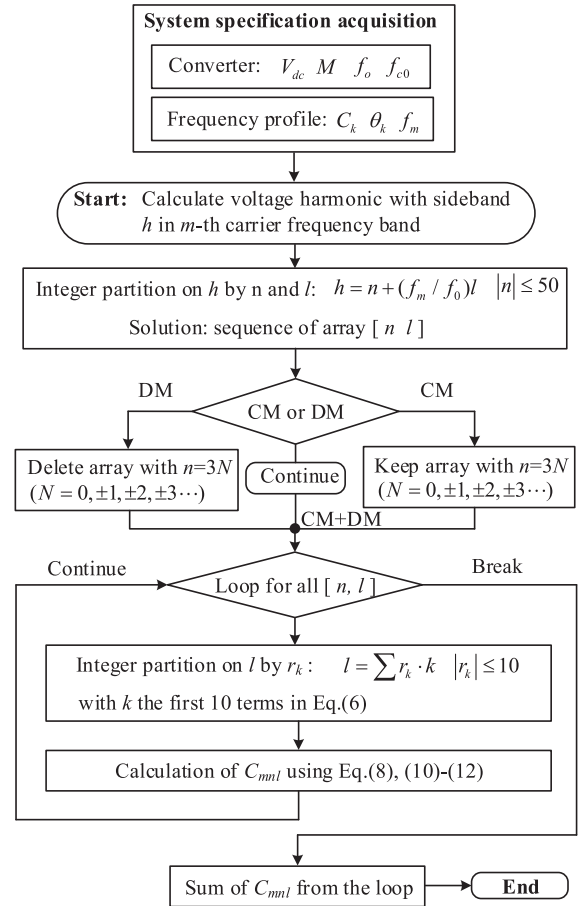 System specification acquisition
Converter: V_dc M f_o f_c0
Frequency profile: C_k θ_k f_m
Start: Calculate voltage harmonic with sideband
h in m-th carrier frequency band
Integer partition on h by n and l: h = n + (f_m / f_0)l |n| ≤ 50
Solution: sequence of array [ n l ]
DM
CM
CM or DM
Delete array with n=3N
(N = 0, ±1, ±2, ±3⋯)
Continue
Keep array with n=3N
(N = 0, ±1, ±2, ±3⋯)
CM+DM
Continue
Break
Loop for all [ n, l ]
Integer partition on l by r_k: l = ∑ r_k · k |r_k| ≤ 10
with k the first 10 terms in Eq.(6)
Calculation of C_mnl using Eq.(8), (10)-(12)
Sum of C_mnl from the loop
End